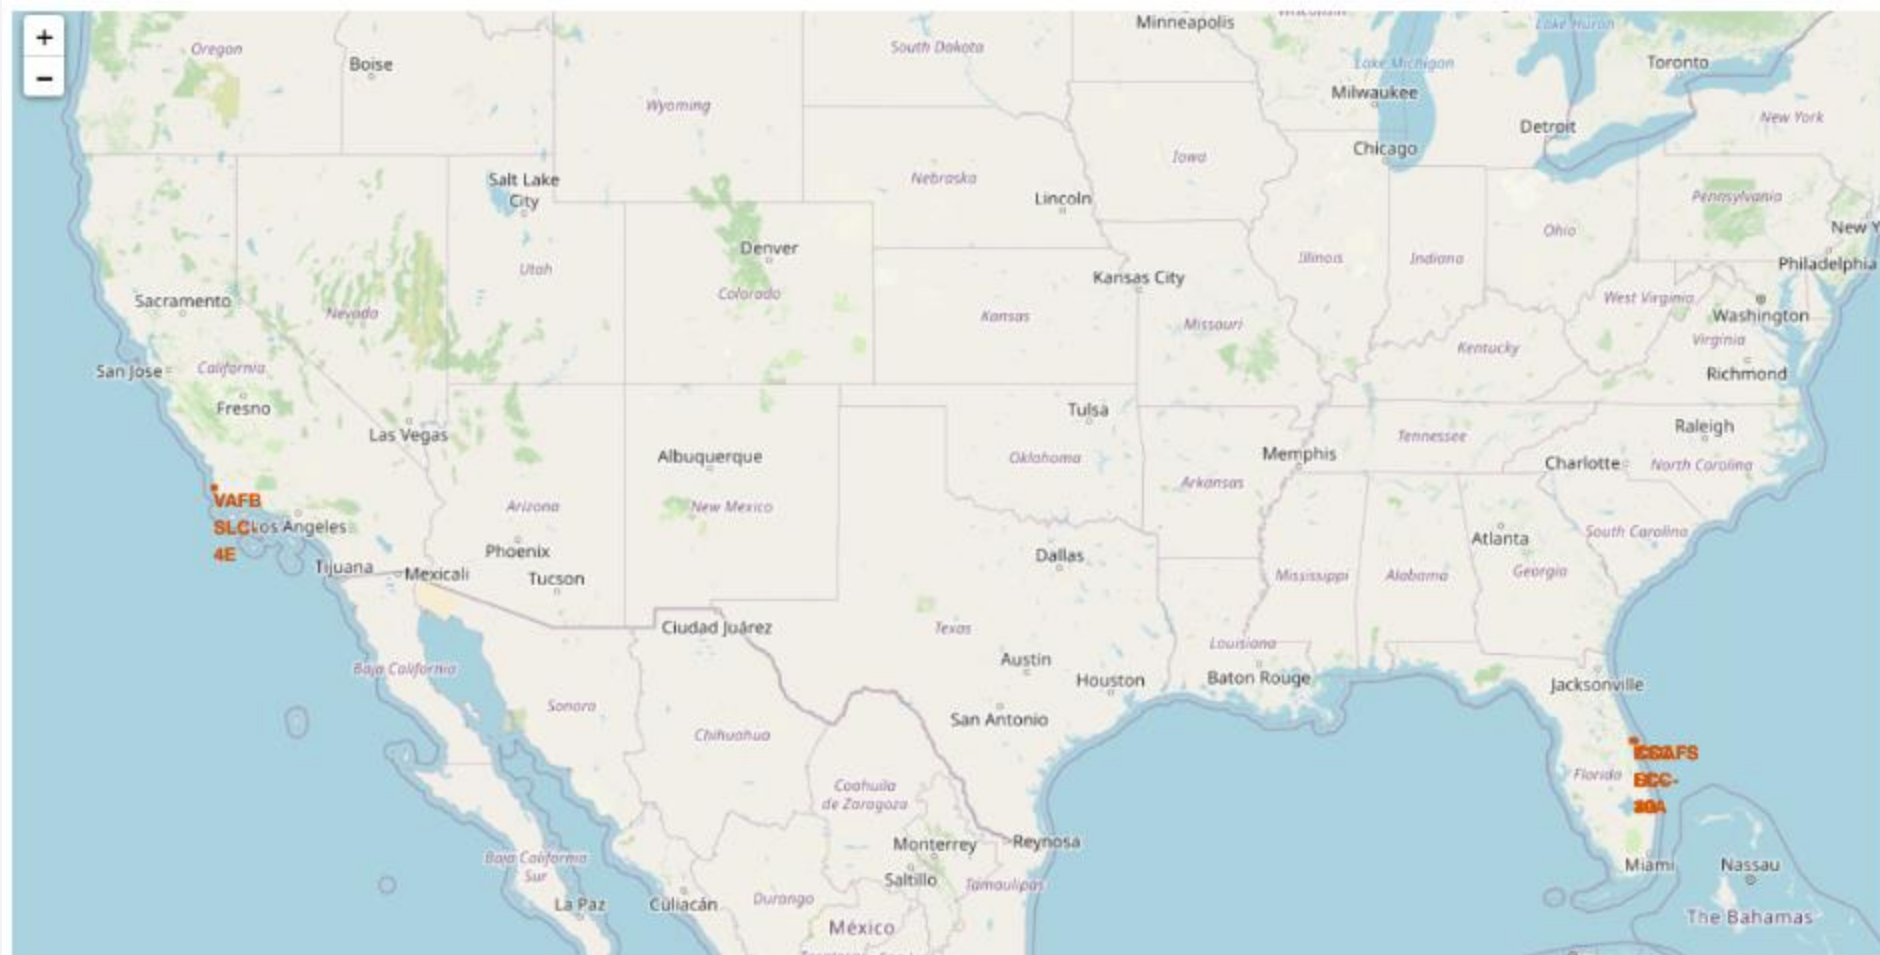 +
−
Minneapolis
Lake Huron
Oregon
South Dakota
Boise
Lake Michigan
Toronto
Wyoming
Milwaukee
New York
Detroit
Chicago
Iowa
Salt Lake
City
Nebraska
Lincoln
Pennsylvania
New Y
Ohio
Denver
Utah
Illinois
Indiana
Philadelphia
Kansas City
Colorado
Sacramento
West Virginia
Nevada
Kansas
Missouri
Washington
Virginia
Kentucky
San Jose
California
Richmond
Fresno
Tulsa
Las Vegas
Raleigh
Tennessee
Albuquerque
Oklahoma
Memphis
Charlotte
North Carolina
Arkansas
VAFB
Arizona
New Mexico
SLC
Los Angeles
4E
South Carolina
Atlanta
Phoenix
Dallas
Tijuana
Mexicali
Tucson
Mississippi
Alabama
Georgia
Ciudad Juárez
Texas
Louisiana
Austin
Baja California
Houston
Baton Rouge
Jacksonville
Sonora
San Antonio
Chihuahua
Florida
Coahuila
de Zaragoza
Monterrey
Reynosa
Baja California
Sur
Miami
Nassau
Saltillo
Tamaulipas
La Paz
Culiacán
Durango
México
The Bahamas